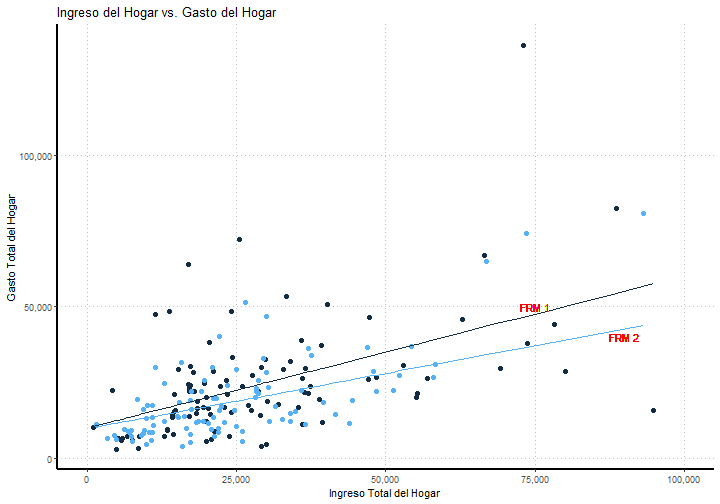 Ingreso del Hogar vs. Gasto del Hogar
Gasto Total del Hogar
100,000
50,000
0
FRM 1
FRM 2
0
25,000
50,000
75,000
100,000
Ingreso Total del Hogar